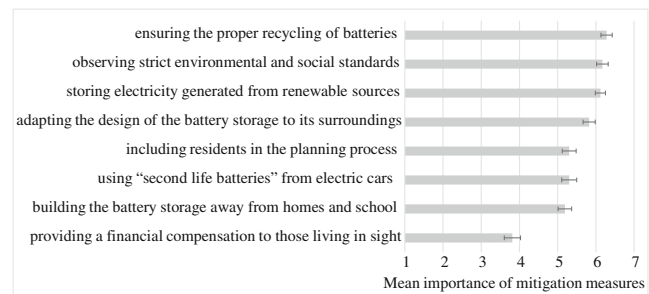 ensuring the proper recycling of batteries
observing strict environmental and social standards
storing electricity generated from renewable sources
adapting the design of the battery storage to its surroundings
including residents in the planning process
using “second life batteries” from electric cars
building the battery storage away from homes and school
providing a financial compensation to those living in sight
1 2 3 4 5 6 7
Mean importance of mitigation measures